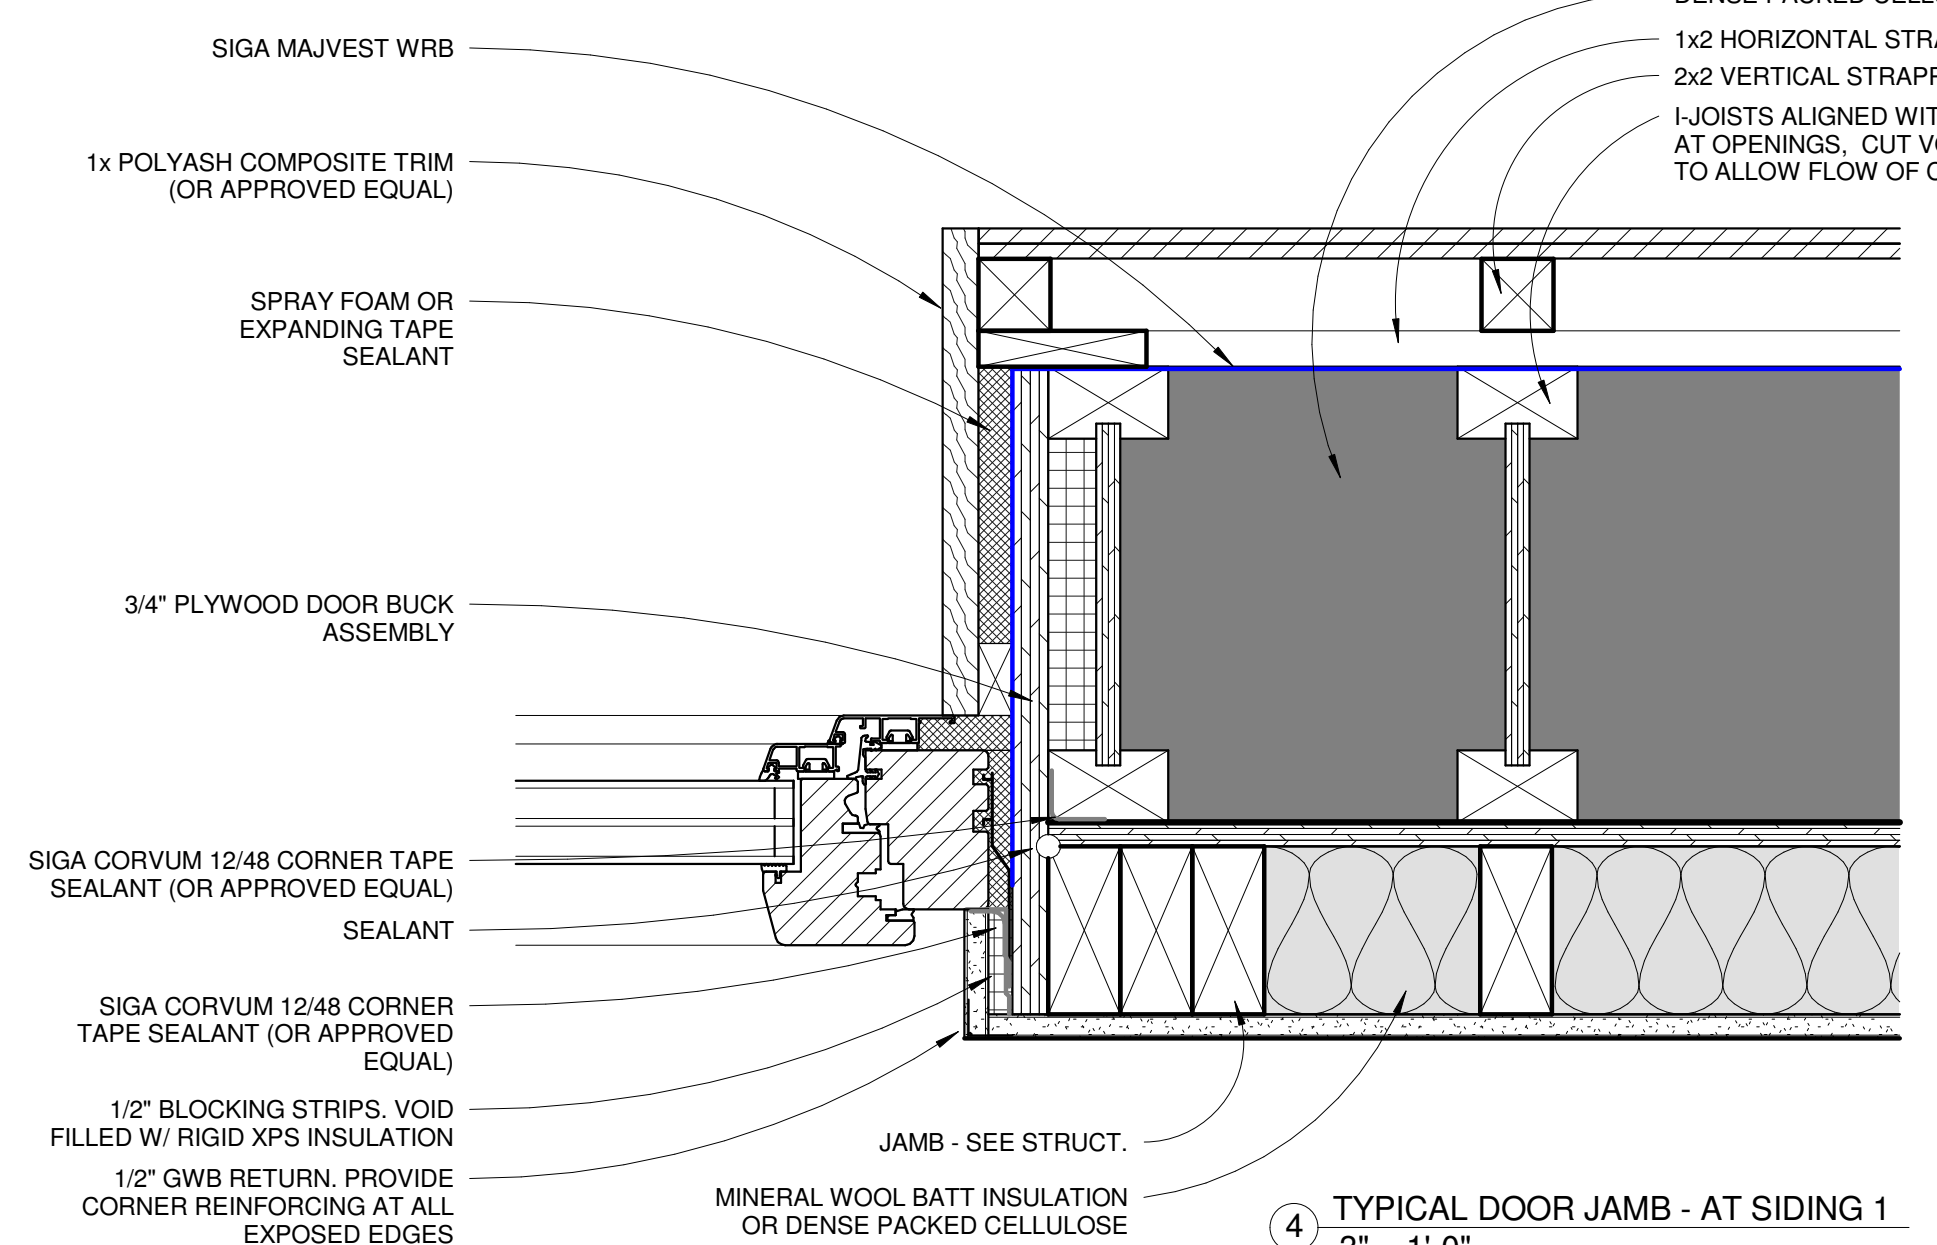 SIGA MAJVEST WRB
1x POLYASH COMPOSITE TRIM
(OR APPROVED EQUAL)
SPRAY FOAM OR
EXPANDING TAPE
SEALANT
3/4" PLYWOOD DOOR BUCK
ASSEMBLY
SIGA CORVUM 12/48 CORNER TAPE
SEALANT (OR APPROVED EQUAL)
SEALANT
SIGA CORVUM 12/48 CORNER
TAPE SEALANT (OR APPROVED
EQUAL)
1/2" BLOCKING STRIPS. VOID
FILLED W/ RIGID XPS INSULATION
1/2" GWB RETURN. PROVIDE
CORNER REINFORCING AT ALL
EXPOSED EDGES
1x2 HORIZONTAL
2x2 VERTICAL
I-JOISTS ALIGNED
AT OPENINGS, CUT
TO ALLOW FLOW OF
JAMB - SEE STRUCT.
MINERAL WOOL BATT INSULATION
OR DENSE PACKED CELLULOSE
4 TYPICAL DOOR JAMB - AT SIDING 1